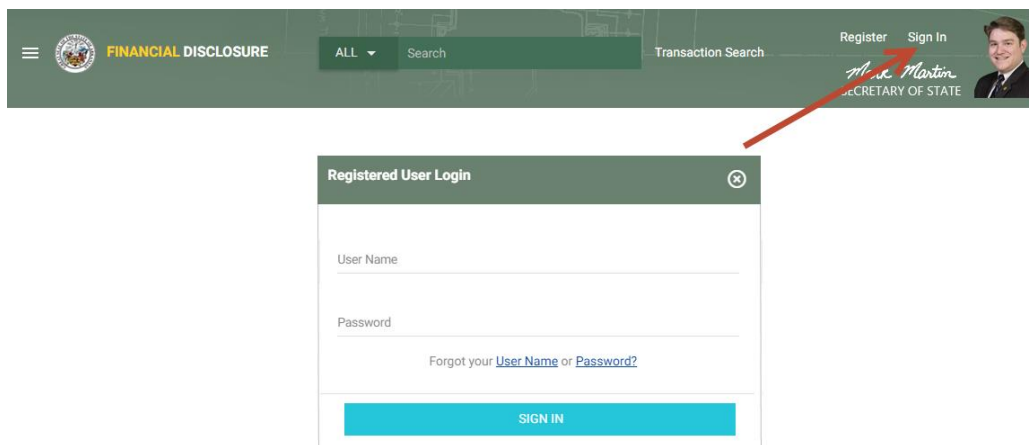 FINANCIAL DISCLOSURE
ALL
Search
Transaction Search
Register Sign In
Mark Martin
SECRETARY OF STATE
Registered User Login
User Name
Password
Forgot your User Name or Password?
SIGN IN